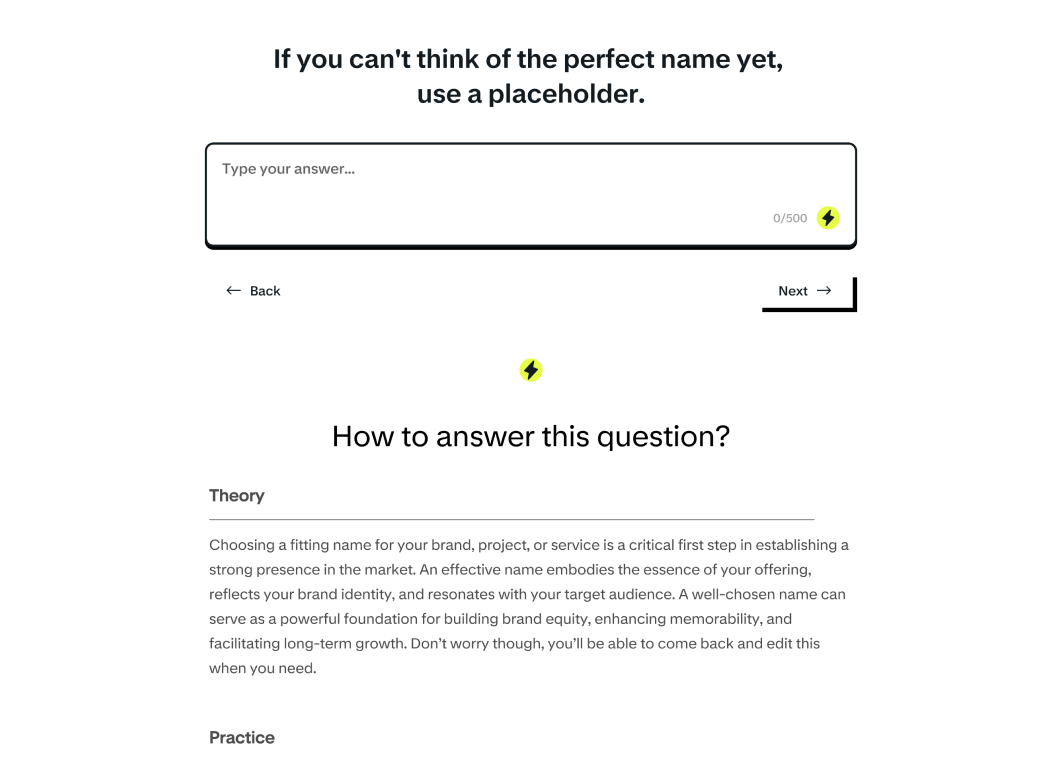 If you can't think of the perfect name yet,
use a placeholder.
Type your answer...
0/500
← Back
Next →
How to answer this question?
Theory
Choosing a fitting name for your brand, project, or service is a critical first step in establishing a
strong presence in the market. An effective name embodies the essence of your offering,
reflects your brand identity, and resonates with your target audience. A well-chosen name can
serve as a powerful foundation for building brand equity, enhancing memorability, and
facilitating long-term growth. Don’t worry though, you’ll be able to come back and edit this
when you need.
Practice